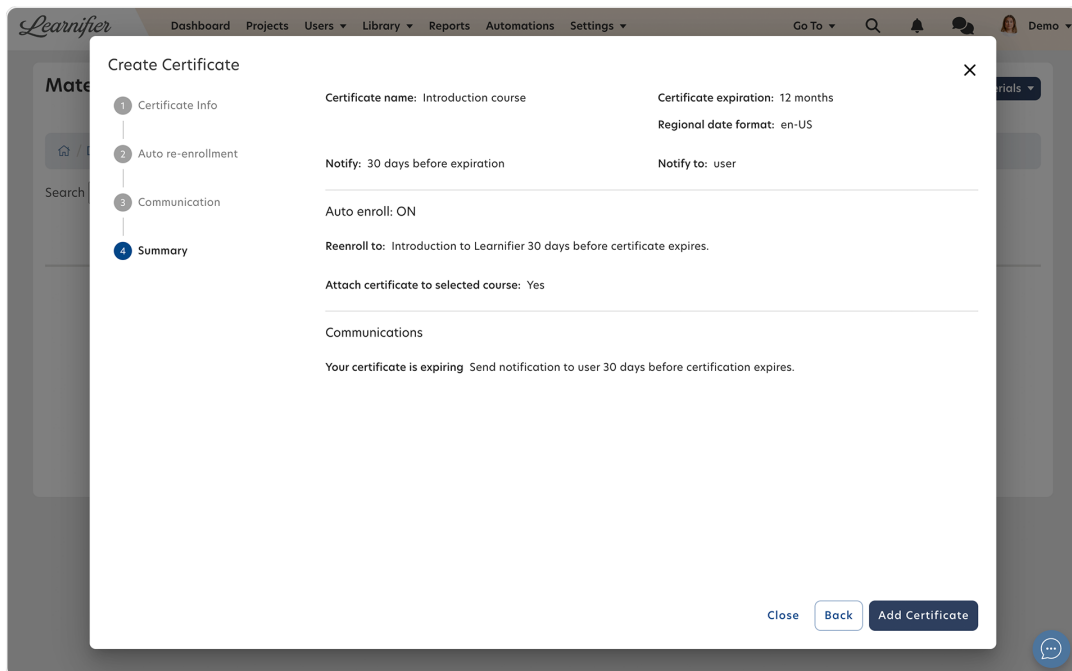 Learnifier
Dashboard Projects Users Library Reports Automations Settings Go To Demo
Create Certificate
1 Certificate Info
2 Auto re-enrollment
3 Communication
4 Summary
Certificate name: Introduction course
Certificate expiration: 12 months
Regional date format: en-US
Notify: 30 days before expiration
Notify to: user
Auto enroll: ON
Reenroll to: Introduction to Learnifier 30 days before certificate expires.
Attach certificate to selected course: Yes
Communications
Your certificate is expiring Send notification to user 30 days before certification expires.
Close Back Add Certificate
Mate
rials
/
Search